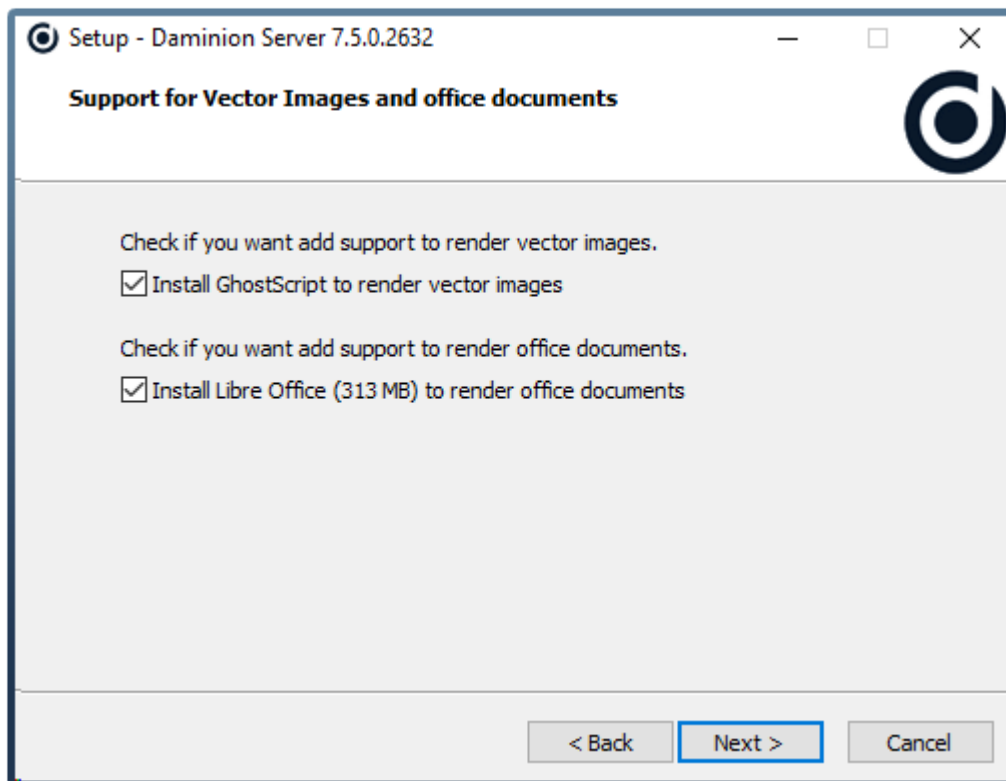 Setup - Daminion Server 7.5.0.2632
Support for Vector Images and office documents
Check if you want add support to render vector images.
Install GhostScript to render vector images
Check if you want add support to render office documents.
Install Libre Office (313 MB) to render office documents
< Back
Next >
Cancel